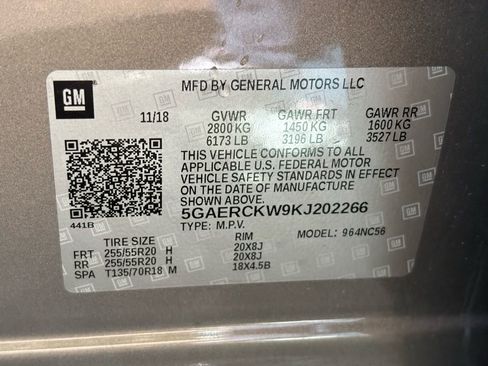 GM
MFD BY GENERAL MOTORS LLC
11/18 GVWR GAWR FRT GAWR RR
2800 KG 1450 KG 1600 KG
6173 LB 3196 LB 3527 LB
THIS VEHICLE CONFORMS TO ALL
APPLICABLE U.S. FEDERAL MOTOR
VEHICLE SAFETY STANDARDS IN EFFECT
ON THE DATE OF MANUFACTURE
SHOWN ABOVE.
5GAERCKW9KJ202266
441B TYPE: M.P.V. MODEL: 964NC56
TIRE SIZE RIM
FRT 255/55R20 H 20X8J
RR 255/55R20 H 20X8J
SPA T135/70R18 M 18X4.5B